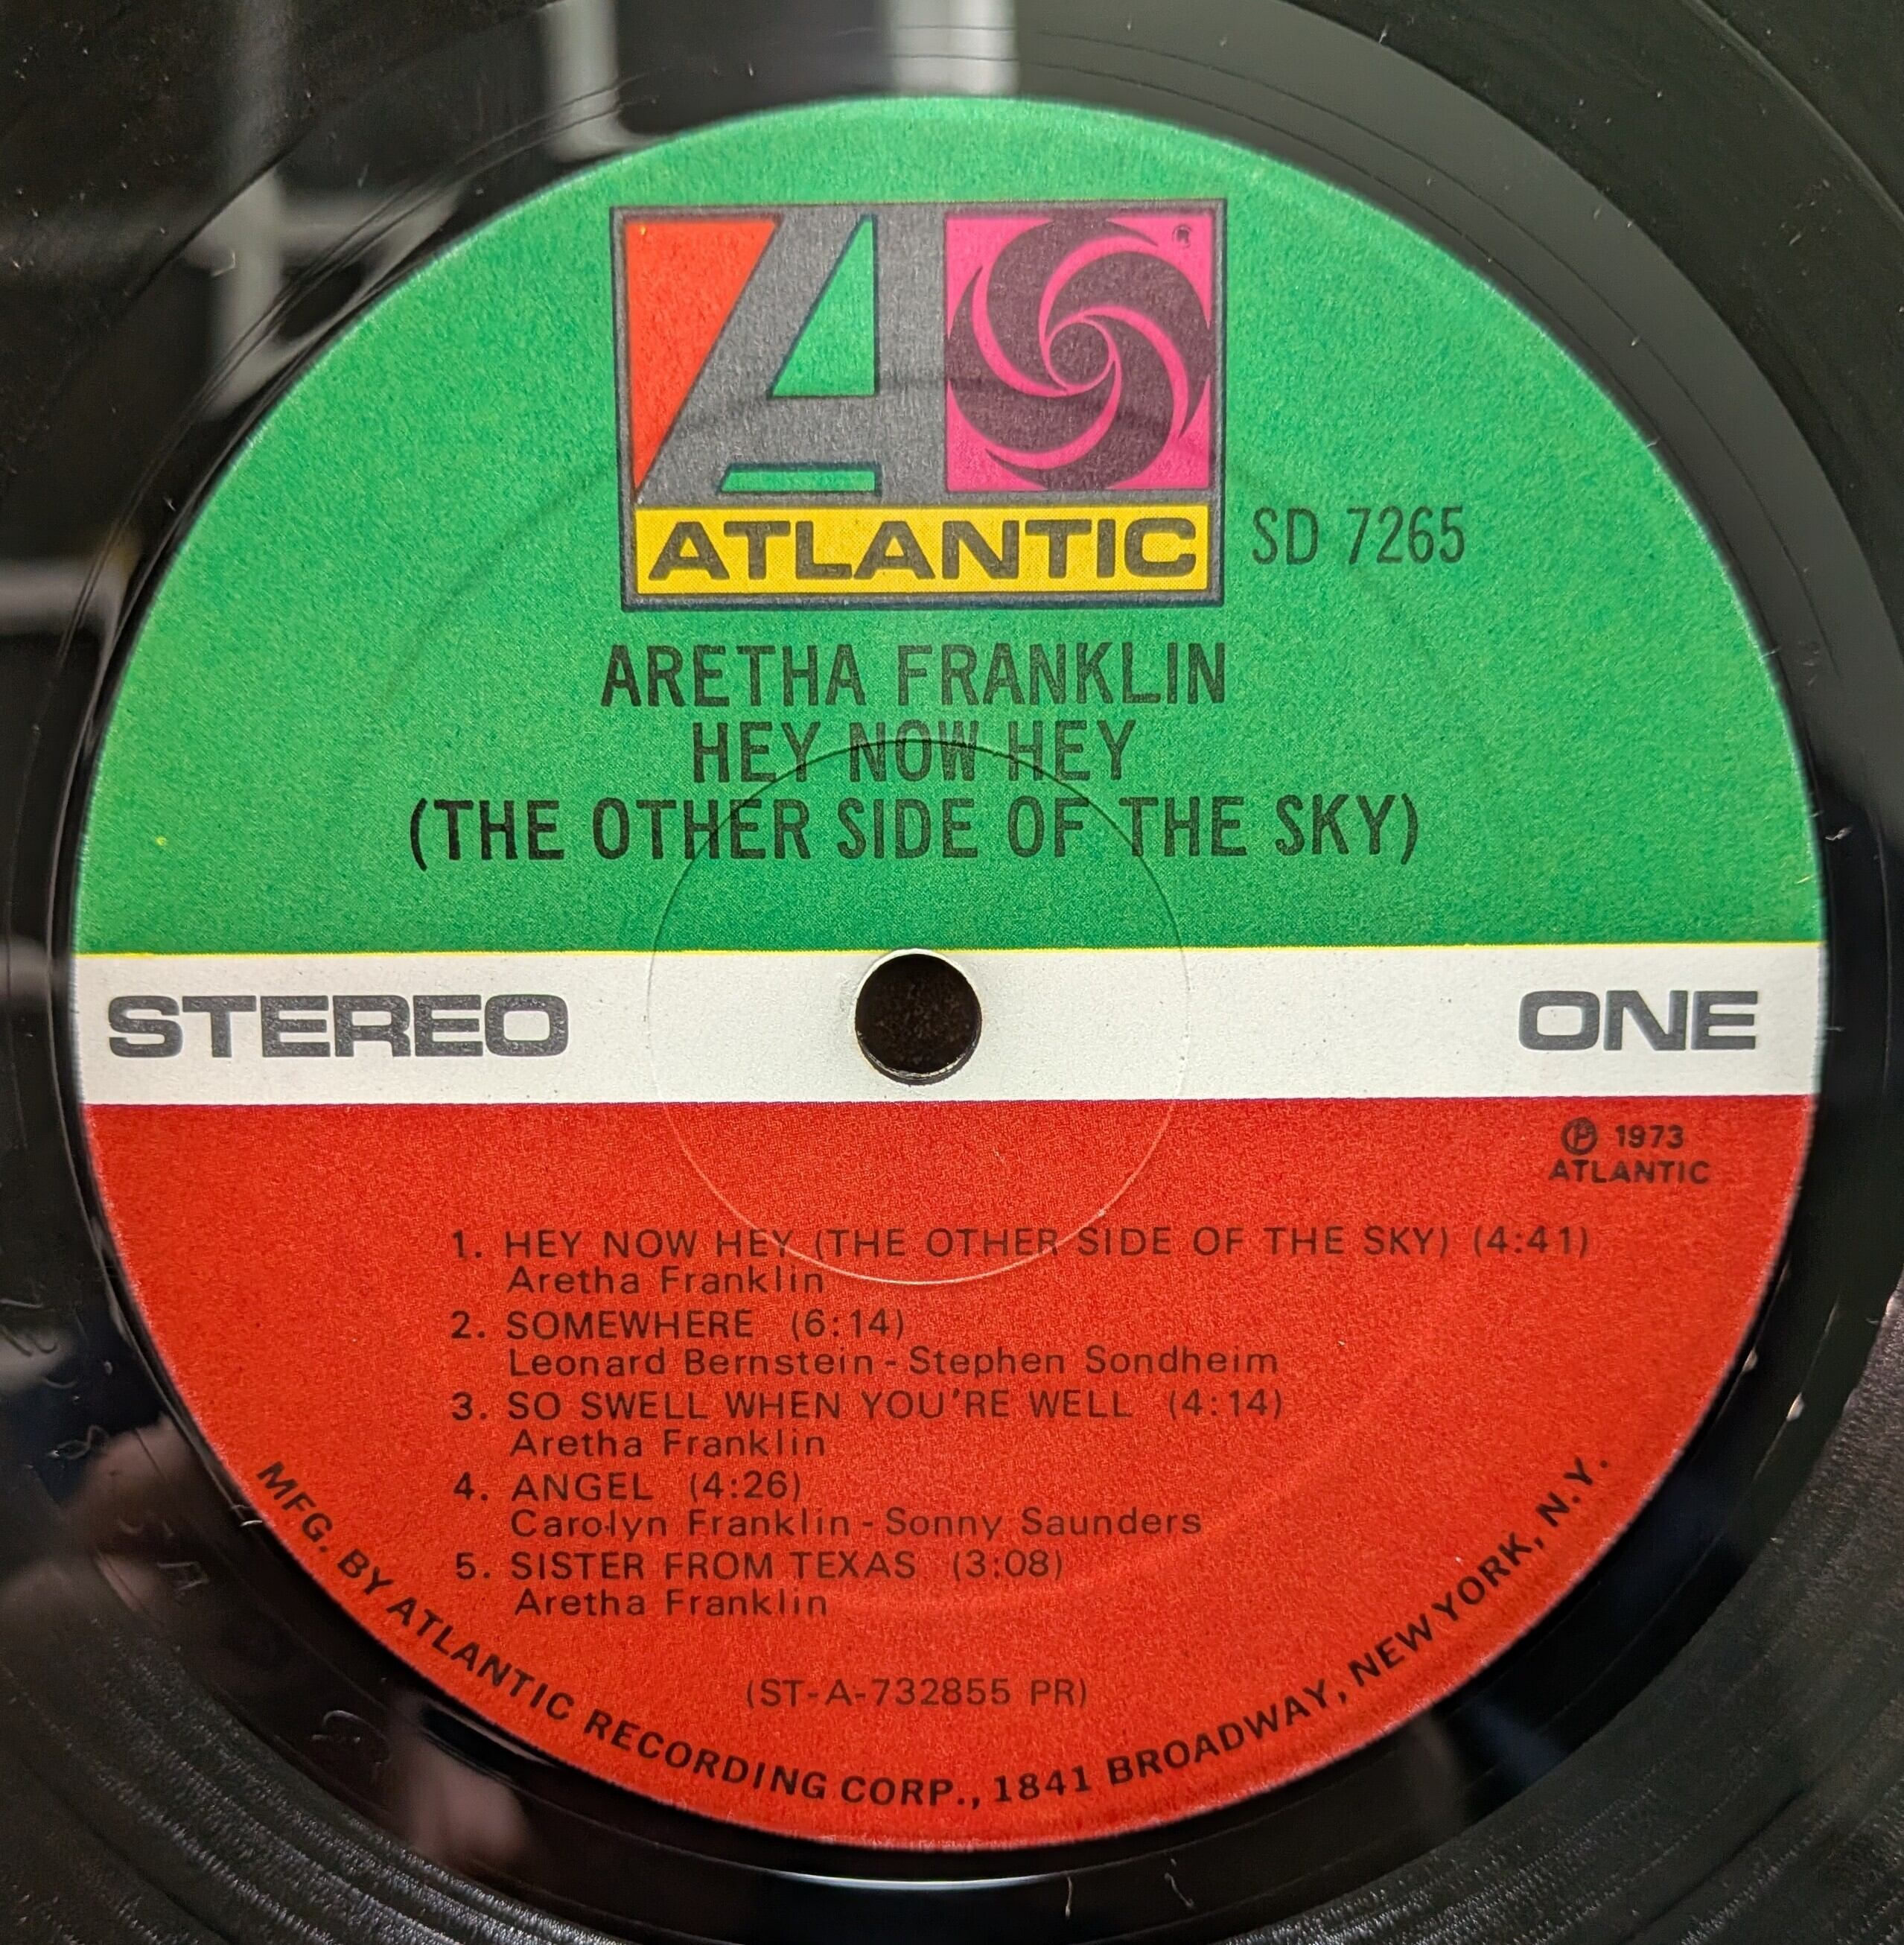 ATLANTIC
SD 7265
ARETHA FRANKLIN
HEY NOW HEY
(THE OTHER SIDE OF THE SKY)
STEREO
ONE
Ⓟ 1973
ATLANTIC
1. HEY NOW HEY (THE OTHER SIDE OF THE SKY) (4:41)
Aretha Franklin
2. SOMEWHERE (6:14)
Leonard Bernstein - Stephen Sondheim
3. SO SWELL WHEN YOU'RE WELL (4:14)
Aretha Franklin
4. ANGEL (4:26)
Carolyn Franklin - Sonny Saunders
5. SISTER FROM TEXAS (3:08)
Aretha Franklin
(ST-A-732855 PR)
MFG. BY ATLANTIC RECORDING CORP., 1841 BROADWAY, NEW YORK, N.Y.